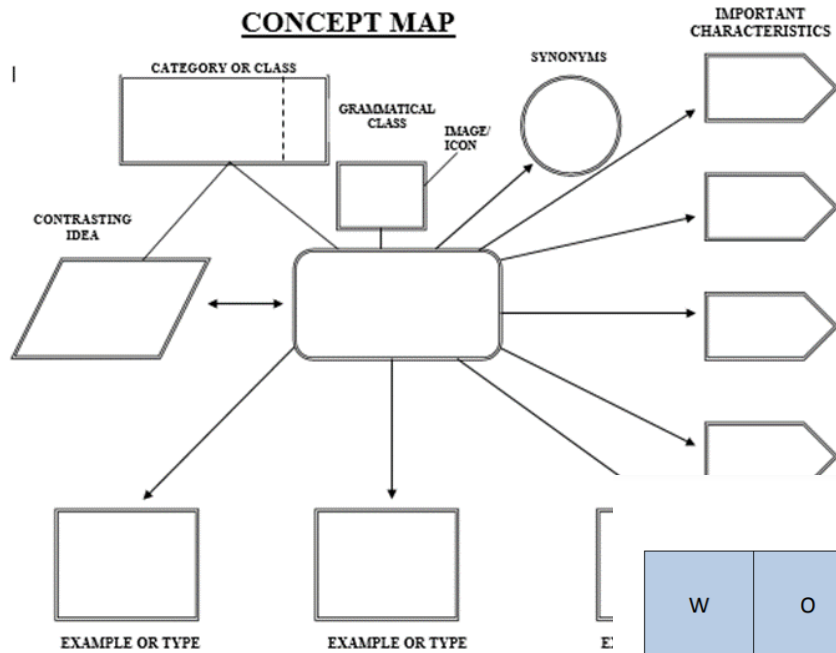 CONCEPT MAP
IMPORTANT
CHARACTERISTICS
CATEGORY OR CLASS
SYNONYMS
GRAMMATICAL
CLASS
IMAGE/
ICON
CONTRASTING
IDEA
EXAMPLE OR TYPE
EXAMPLE OR TYPE
W
O